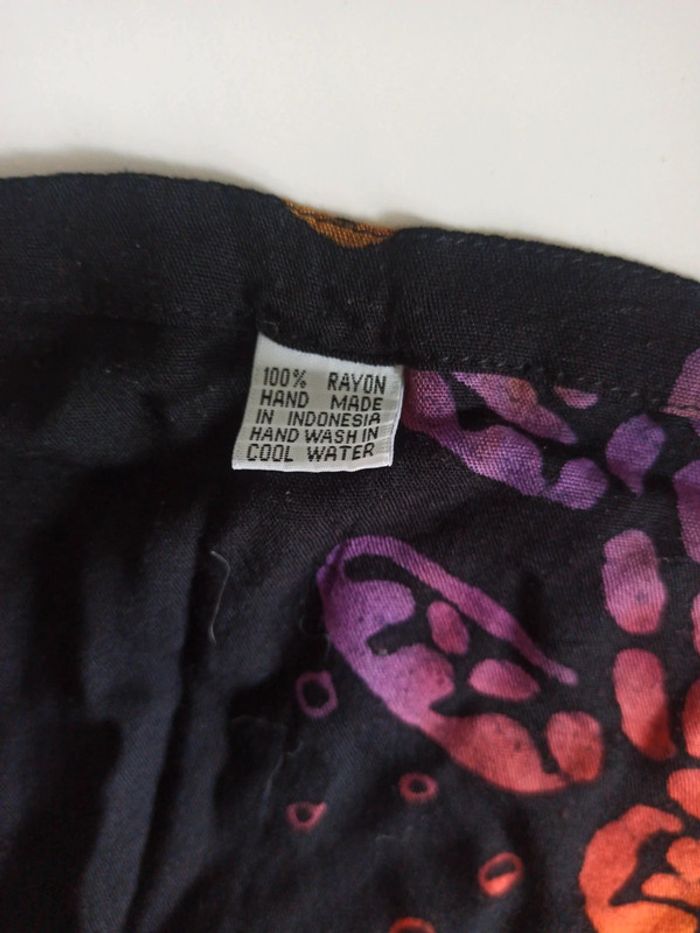 100% RAYON
HAND MADE
IN INDONESIA
HAND WASH IN
COOL WATER